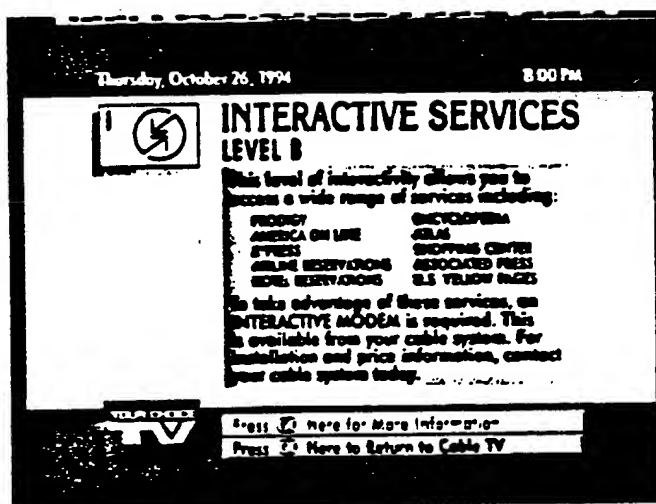 Thursday, October 26, 1994 8:00 PM
INTERACTIVE SERVICES
LEVEL B
This level of interactivity allows you to
access a wide range of services including:
PRODIGY ENCYCLOPEDIA
AMERICA ON LINE ATLAS
X*PRESS SHOPPING CENTER
AIRLINE RESERVATIONS ASSOCIATED PRESS
HOTEL RESERVATIONS U.S YELLOW PAGES
To take advantage of these services, an
INTERACTIVE MODEM is required. This
is available from your cable system. For
installation and price information, contact
your cable system today.
YOUR CHOICE
TV
Press Here for More Information
Press Here to Return to Cable TV